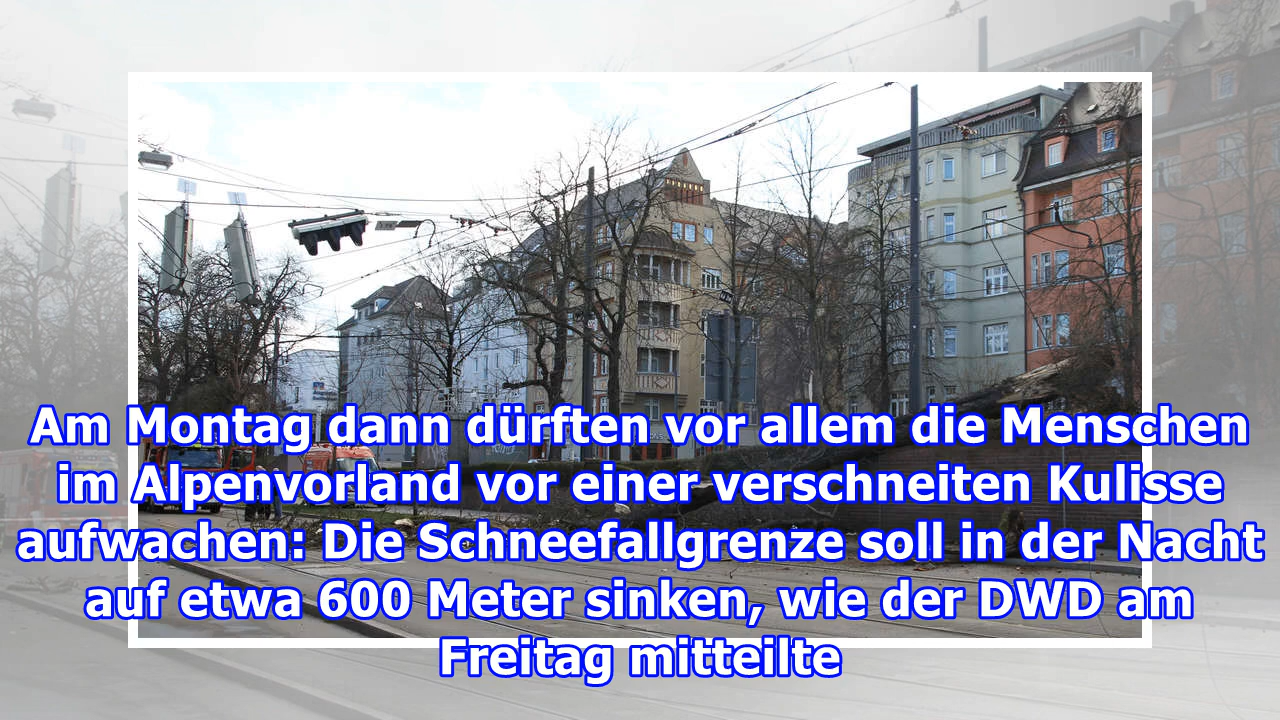 Am Montag dann dürften vor allem die Menschen
im Alpenvorland vor einer verschneiten Kulisse
aufwachen: Die Schneefallgrenze soll in der Nacht
auf etwa 600 Meter sinken, wie der DWD am
Freitag mitteilte